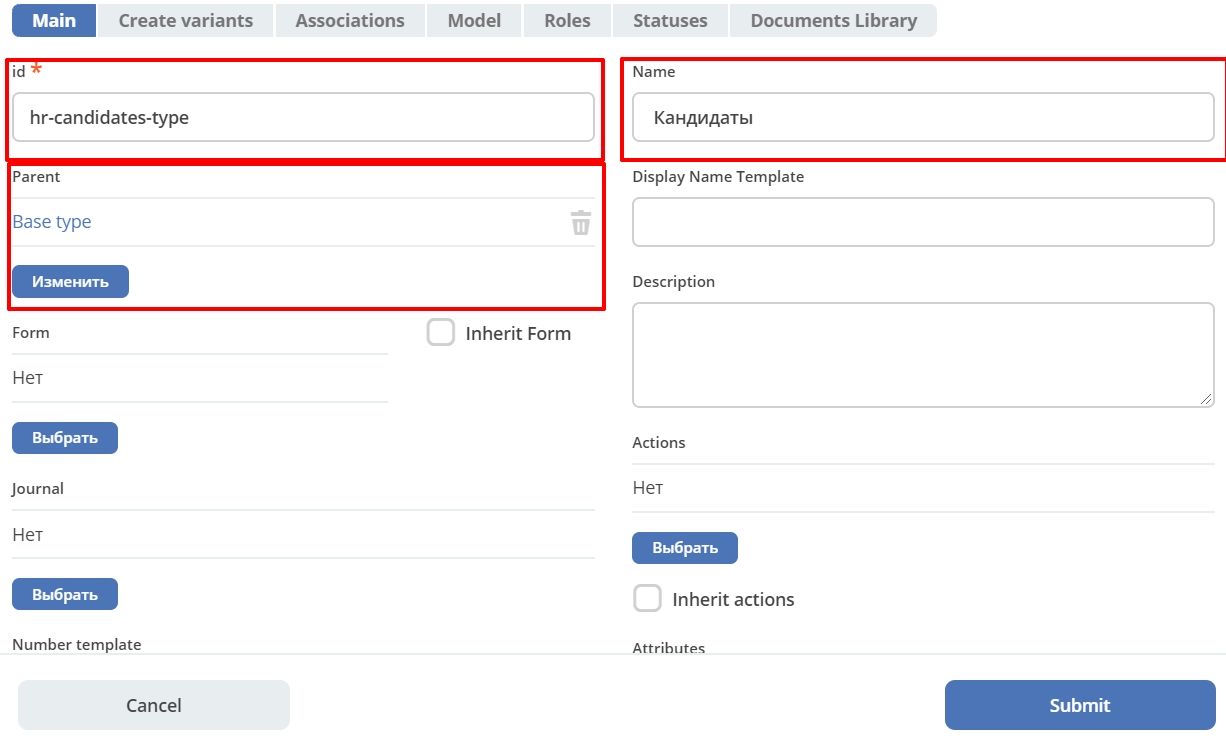 Main Create variants Associations Model Roles Statuses Documents Library
id *
hr-candidates-type
Name
Кандидаты
Parent
Base type
Изменить
Display Name Template
Description
Form
Inherit Form
Нет
Выбрать
Actions
Нет
Выбрать
Inherit actions
Journal
Нет
Выбрать
Number template
Attributes
Cancel
Submit